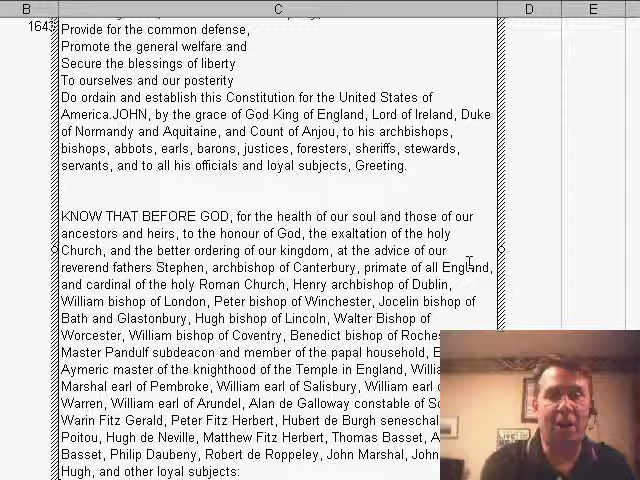 B C D E
1643
Provide for the common defense,
Promote the general welfare and
Secure the blessings of liberty
To ourselves and our posterity
Do ordain and establish this Constitution for the United States of
America.JOHN, by the grace of God King of England, Lord of Ireland, Duke
of Normandy and Aquitaine, and Count of Anjou, to his archbishops,
bishops, abbots, earls, barons, justices, foresters, sheriffs, stewards,
servants, and to all his officials and loyal subjects, Greeting.
KNOW THAT BEFORE GOD, for the health of our soul and those of our
ancestors and heirs, to the honour of God, the exaltation of the holy
Church, and the better ordering of our kingdom, at the advice of our
reverend fathers Stephen, archbishop of Canterbury, primate of all England,
and cardinal of the holy Roman Church, Henry archbishop of Dublin,
William bishop of London, Peter bishop of Winchester, Jocelin bishop of
Bath and Glastonbury, Hugh bishop of Lincoln, Walter Bishop of
Worcester, William bishop of Coventry, Benedict bishop of
Master Pandulf subdeacon and member of the papal household,
Aymeric master of the knighthood of the Temple in England,
Marshal earl of Pembroke, William earl of Salisbury, William earl
Warren, William earl of Arundel, Alan de Galloway constable of
Warin Fitz Gerald, Peter Fitz Herbert, Hubert de Burgh
Poitou, Hugh de Neville, Matthew Fitz Herbert, Thomas Basset,
Basset, Philip Daubeny, Robert de Roppeley, John Marshal, John
Hugh, and other loyal subjects: